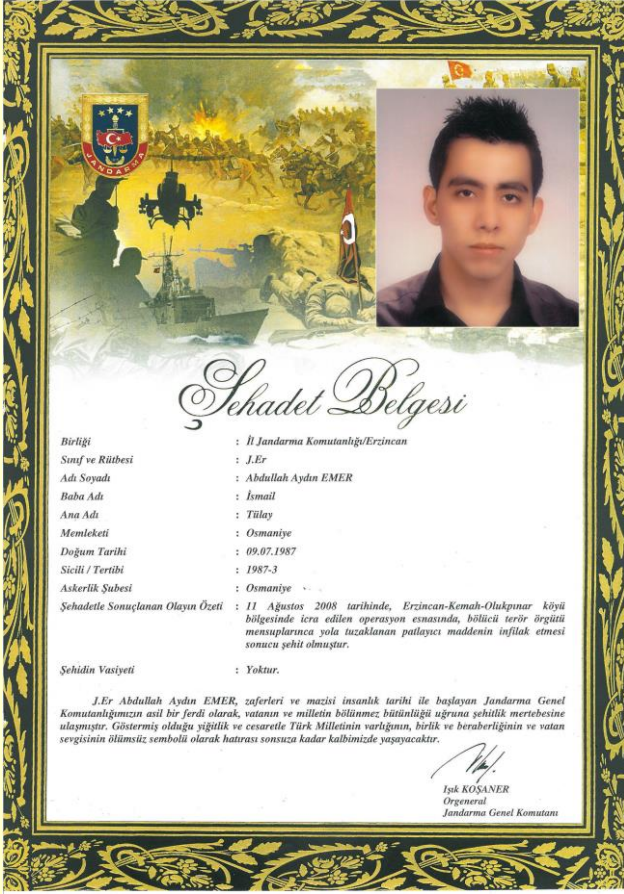 JANDARMA
Şehadet Belgesi
Birliği : İl Jandarma Komutanlığı/Erzincan
Sınıf ve Rütbesi : J.Er
Adı Soyadı : Abdullah Aydın EMER
Baba Adı : İsmail
Ana Adı : Tülay
Memleketi : Osmaniye
Doğum Tarihi : 09.07.1987
Sicili / Tertibi : 1987-3
Askerlik Şubesi : Osmaniye
Şehadetle Sonuçlanan Olayın Özeti : 11 Ağustos 2008 tarihinde, Erzincan-Kemah-Olukpınar köyü
bölgesinde icra edilen operasyon esnasında, bölücü terör örgütü
mensuplarınca yola tuzaklanan patlayıcı maddenin infilak etmesi
sonucu şehit olmuştur.
Şehidin Vasiyeti : Yoktur.
J.Er Abdullah Aydın EMER, zaferleri ve mazisi insanlık tarihi ile başlayan Jandarma Genel
Komutanlığımızın asil bir ferdi olarak, vatanın ve milletin bölünmez bütünlüğü uğruna şehitlik mertebesine
ulaşmıştır. Göstermiş olduğu yiğitlik ve cesaretle Türk Milletinin varlığının, birlik ve beraberliğinin ve vatan
sevgisinin ölümsüz sembolü olarak hatırası sonsuza kadar kalbimizde yaşayacaktır.
Işık KOŞANER
Orgeneral
Jandarma Genel Komutanı